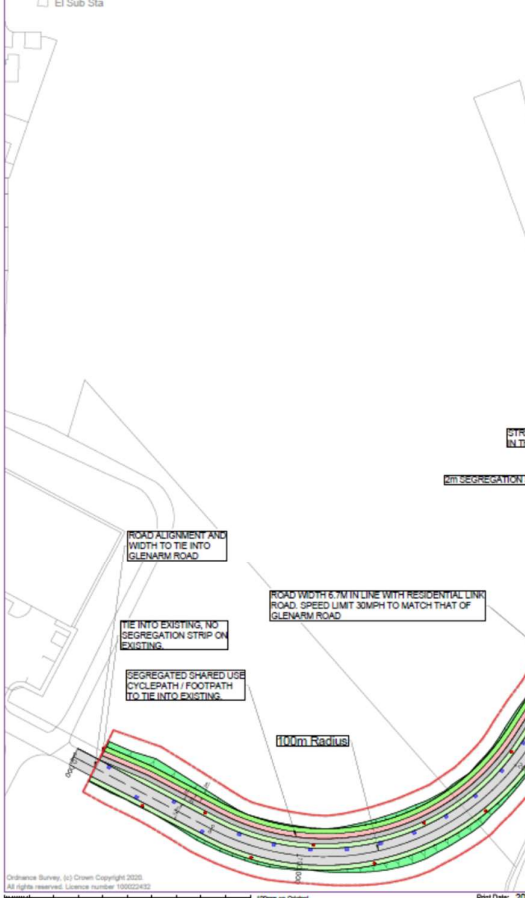 El Sub Sta
STR
IN T
2m SEGREGATION
ROAD ALIGNMENT AND
WIDTH TO TIE INTO
GLENARM ROAD
ROAD WIDTH 6.7M IN LINE WITH RESIDENTIAL LINK
ROAD. SPEED LIMIT 30MPH TO MATCH THAT OF
GLENARM ROAD
TIE INTO EXISTING, NO
SEGREGATION STRIP ON
EXISTING.
SEGREGATED SHARED USE
CYCLEPATH / FOOTPATH
TO TIE INTO EXISTING.
100m Radius
Ordnance Survey, (c) Crown Copyright 2020.
All rights reserved. Licence number 100022432
Print Date: 20